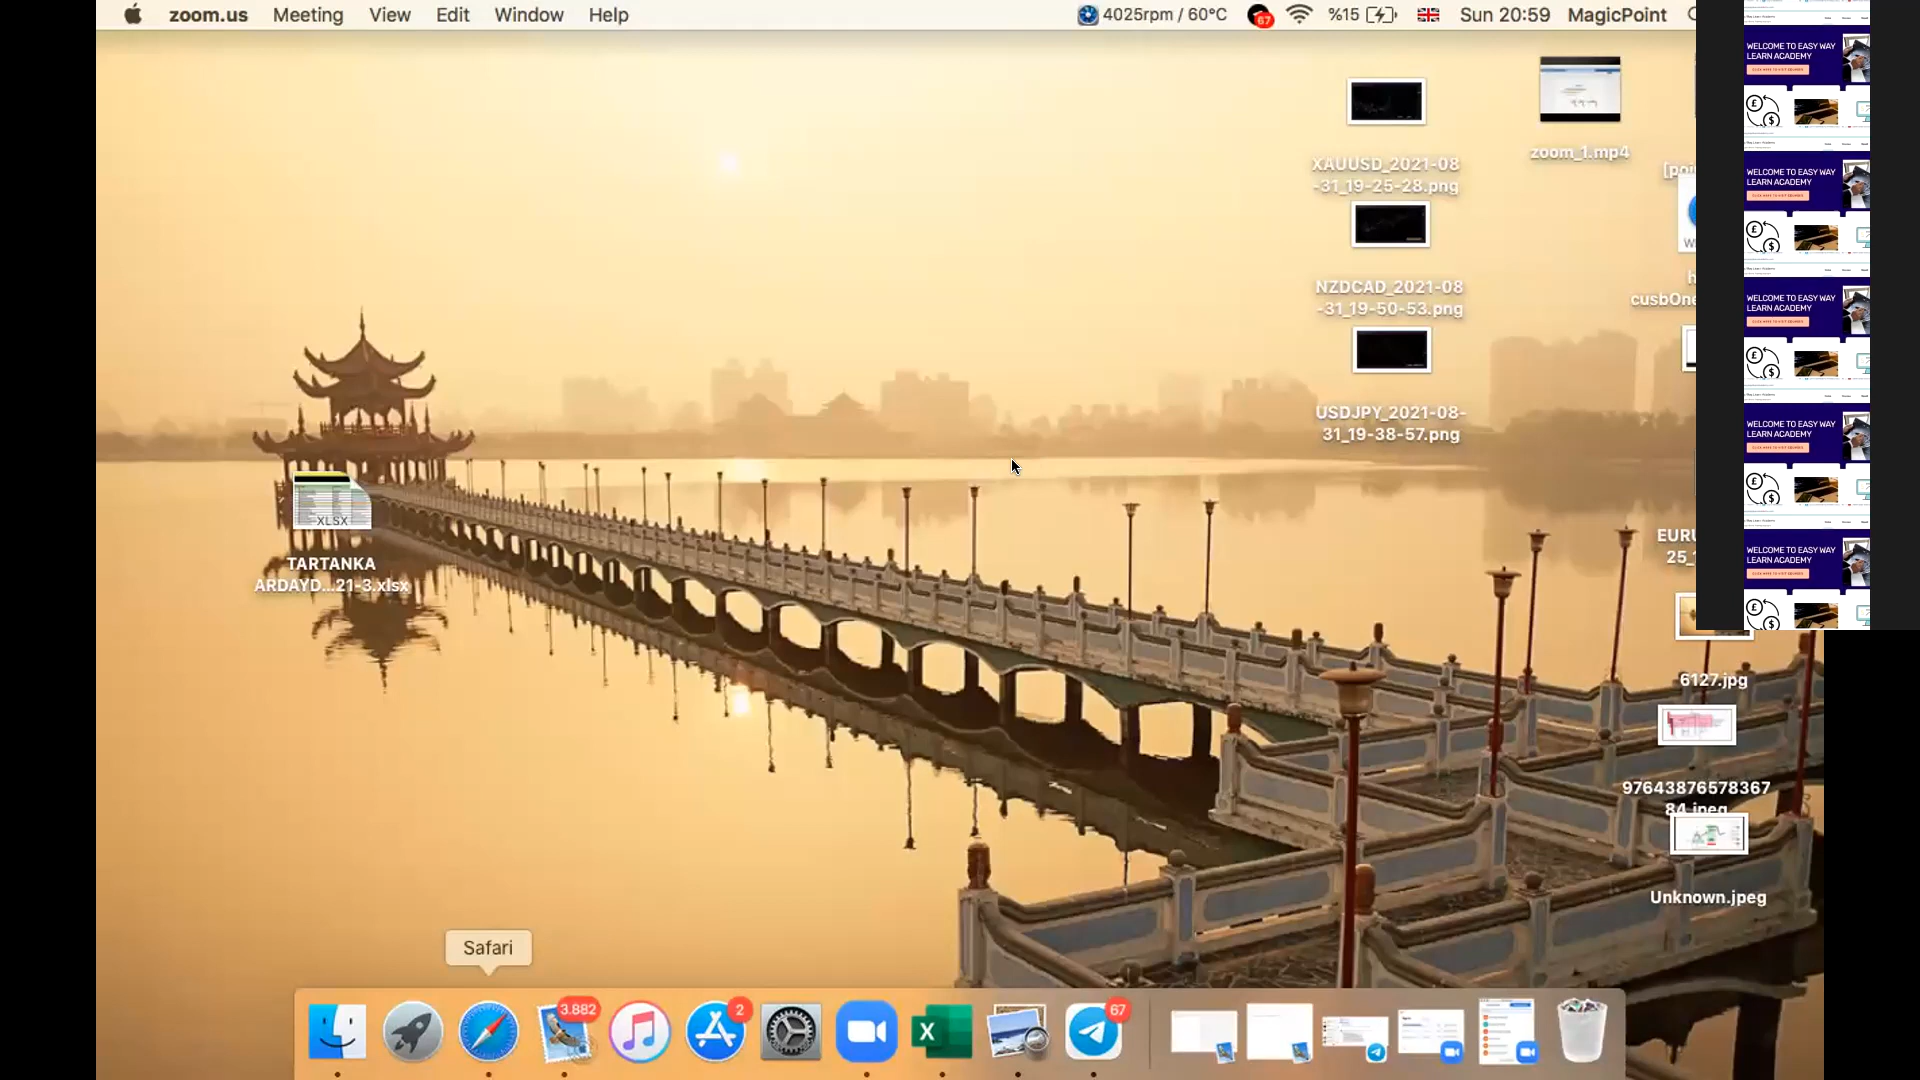 zoom.us Meeting View Edit Window Help 4025rpm / 60°C 67 %15 Sun 20:59 MagicPoint
XAUUSD_2021-08
-31_19-25-28.png
zoom_1.mp4
NZDCAD_2021-08
-31_19-50-53.png
cusbOne
USDJPY_2021-08-
31_19-38-57.png
TARTANKA
ARDAYD...21-3.xlsx
XLSX
EURU
25_
6127.jpg
97643876578367
84.jpeg
Unknown.jpeg
Safari
3.882
2
67
WELCOME TO EASY WAY
LEARN ACADEMY
WELCOME TO EASY WAY
LEARN ACADEMY
WELCOME TO EASY WAY
LEARN ACADEMY
WELCOME TO EASY WAY
LEARN ACADEMY
WELCOME TO EASY WAY
LEARN ACADEMY